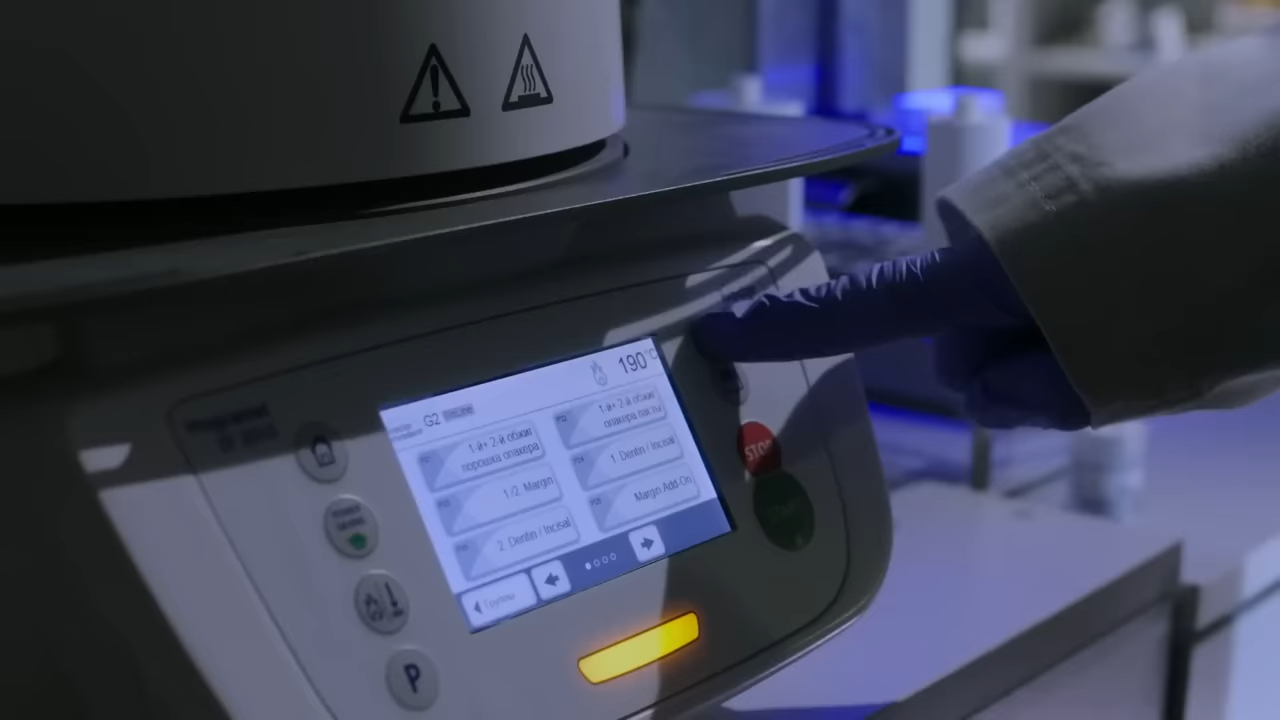 190°C
G2
1-й+ 2-й обжиг
порошка опакера
1-й+ 2-й обжиг
опакера пасты
1/2. Margin
1. Dentin / Incisal
2. Dentin / Incisal
Margin Add-On
Группы
STOP
P